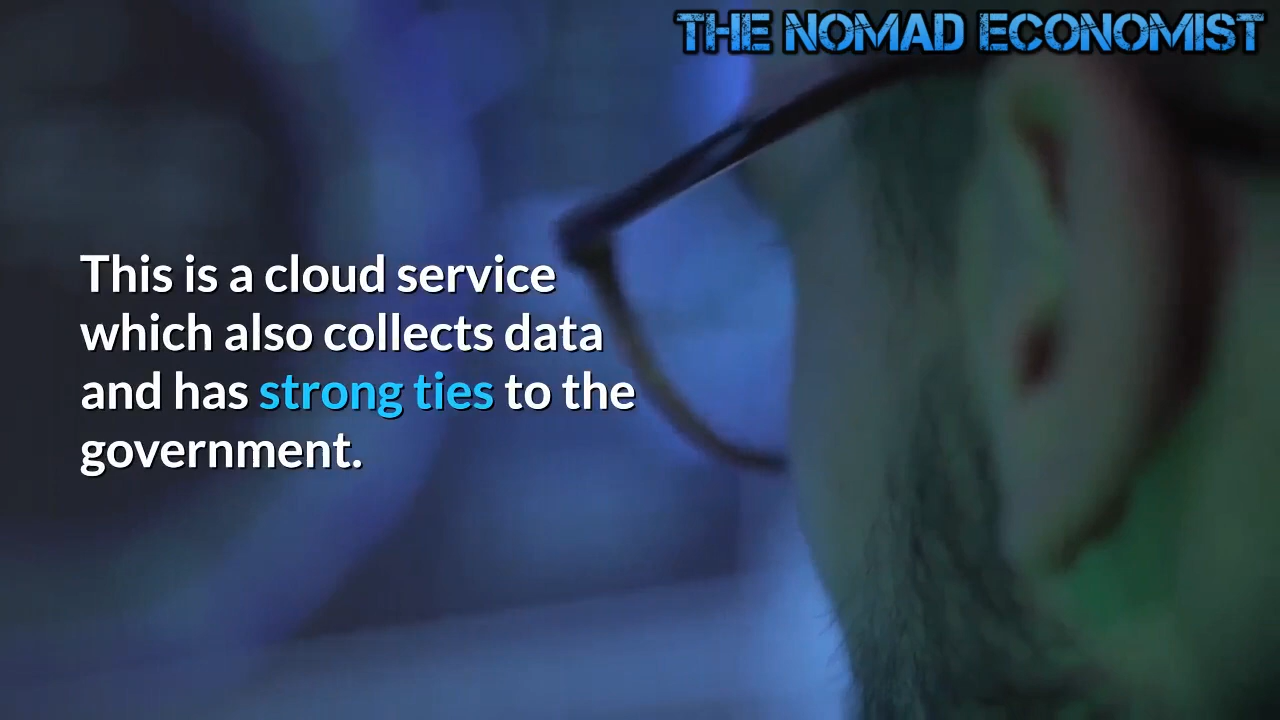 THE NOMAD ECONOMIST
This is a cloud service
which also collects data
and has strong ties to the
government.